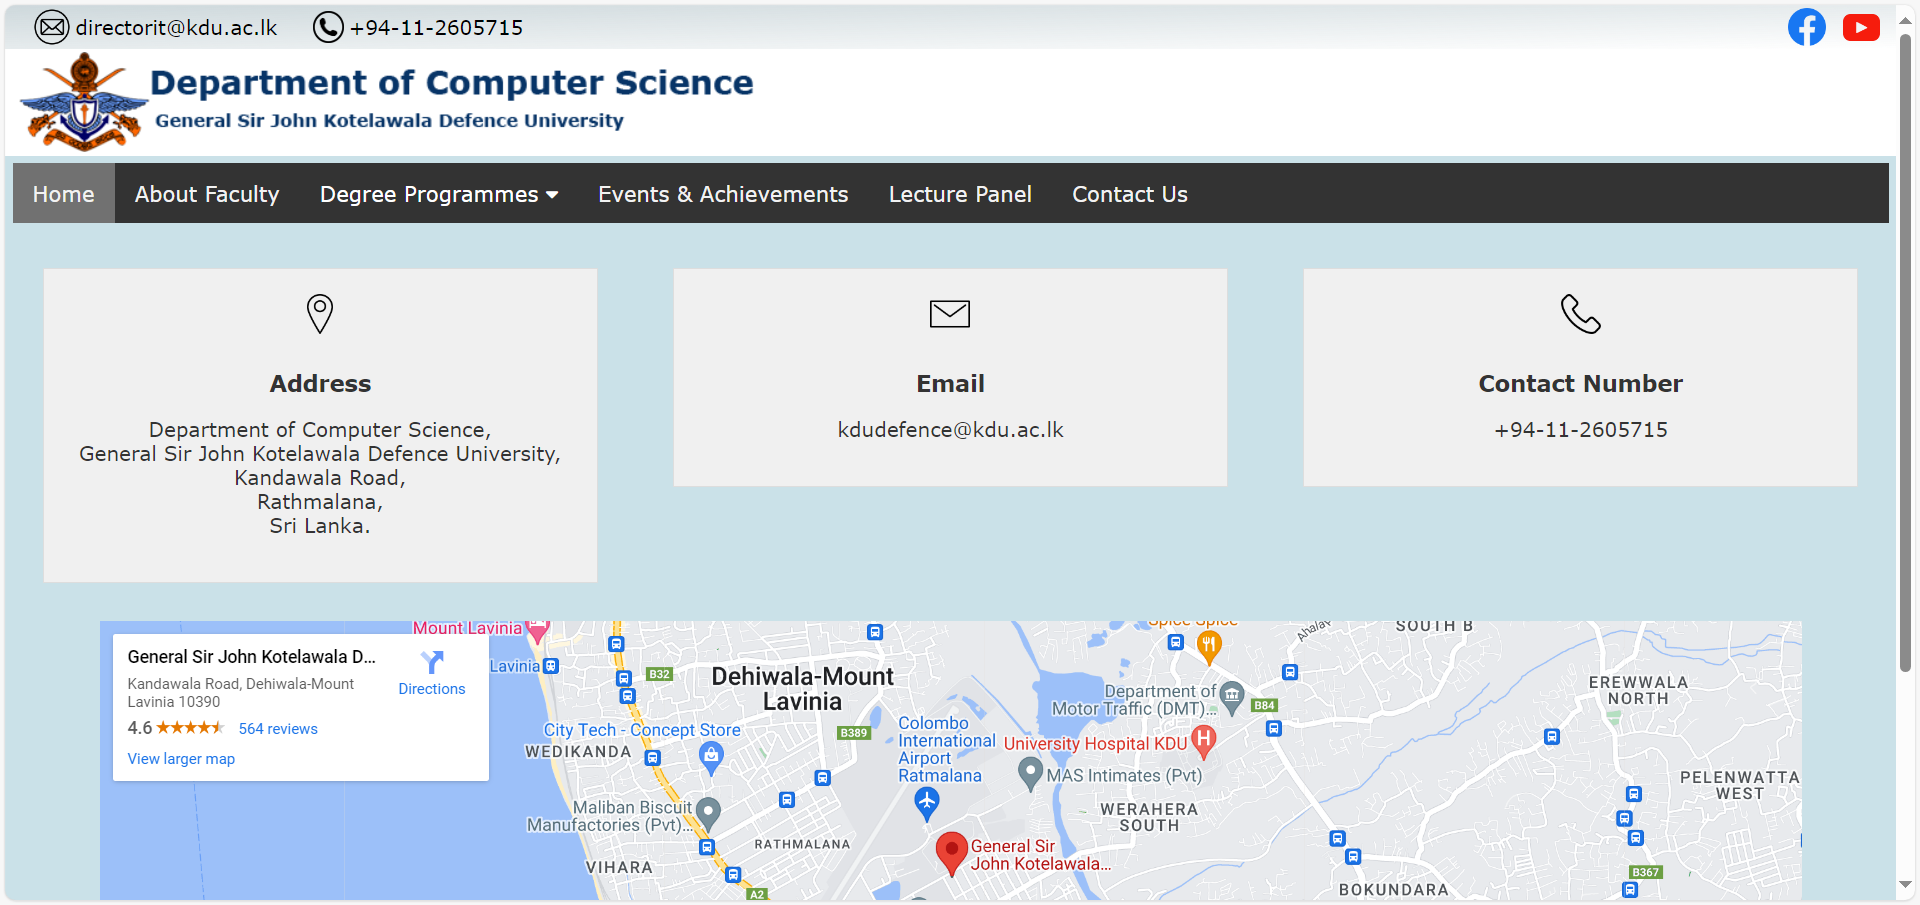 directorit@kdu.ac.lk +94-11-2605715
Department of Computer Science
General Sir John Kotelawala Defence University
Home About Faculty Degree Programmes Events & Achievements Lecture Panel Contact Us
Address
Department of Computer Science,
General Sir John Kotelawala Defence University,
Kandawala Road,
Rathmalana,
Sri Lanka.
Email
kdudefence@kdu.ac.lk
Contact Number
+94-11-2605715
General Sir John Kotelawala D...
Kandawala Road, Dehiwala-Mount
Lavinia 10390
4.6 564 reviews
View larger map
Directions
Mount Lavinia
Lavinia
B32
Dehiwala-Mount
Lavinia
City Tech - Concept Store
WEDIKANDA
B389
Colombo
International
Airport
Ratmalana
Maliban Biscuit
Manufactories (Pvt)...
RATHMALANA
VIHARA
A2
Spice Spice
Ahalay
SOUTH B
Department of
Motor Traffic (DMT)...
B84
University Hospital KDU
H
MAS Intimates (Pvt)
WERAHERA
SOUTH
General Sir
John Kotelawala...
EREWWALA
NORTH
PELENWATTA
WEST
B367
BOKUNDARA